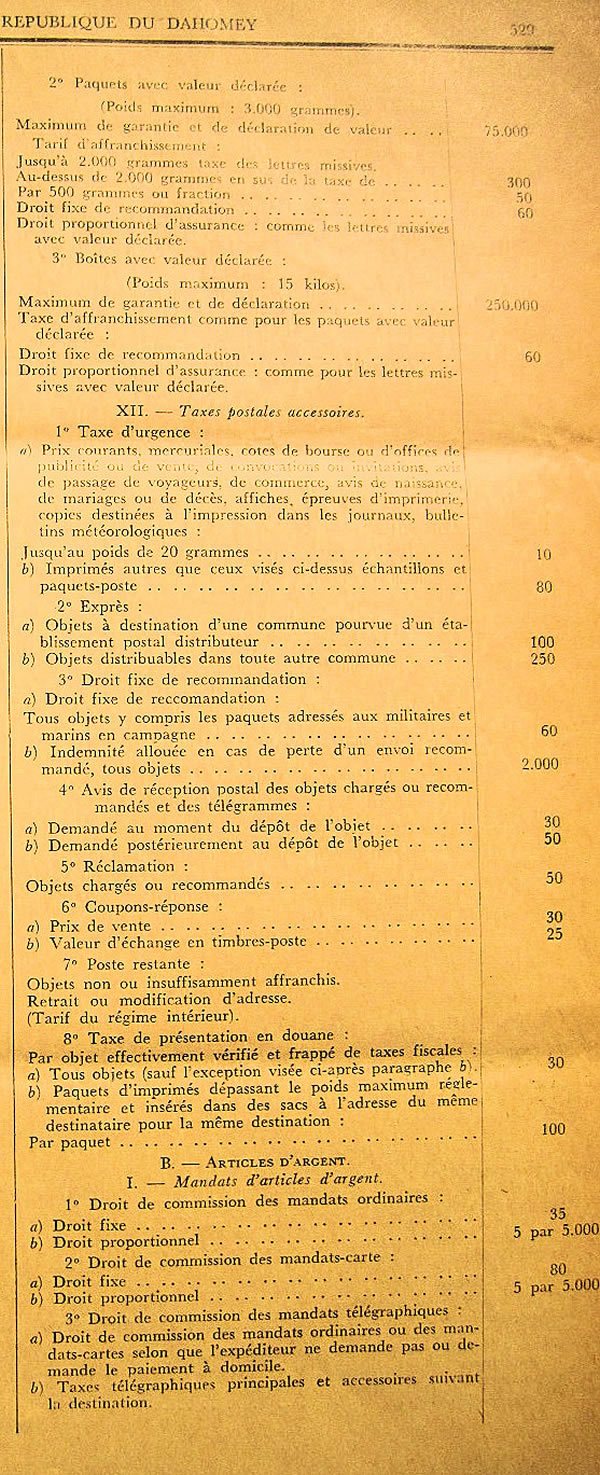 REPUBLIQUE DU DAHOMEY 529
2° Paquets avec valeur déclarée :
(Poids maximum : 3.000 grammes).
Maximum de garantie et de déclaration de valeur .. .. 75.000
Tarif d'affranchissement :
Jusqu'à 2.000 grammes taxe des lettres missives.
Au-dessus de 2.000 grammes en sus de la taxe de ...... 300
Par 500 grammes ou fraction .................. 50
Droit fixe de recommandation .................. 60
Droit proportionnel d'assurance : comme les lettres missives
avec valeur déclarée.
3° Boîtes avec valeur déclarée :
(Poids maximum : 15 kilos).
Maximum de garantie et de déclaration ............ 250.000
Taxe d'affranchissement comme pour les paquets avec valeur
déclarée :
Droit fixe de recommandation .................. 60
Droit proportionnel d'assurance : comme pour les lettres mis-
sives avec valeur déclarée.
XII. — Taxes postales accessoires.
1° Taxe d'urgence :
a) Prix courants, mercuriales, cotes de bourse ou d'offices de
publicité ou de vente, de convocations ou invitations, avis
de passage de voyageurs, de commerce, avis de naissance,
de mariages ou de décès, affiches, épreuves d'imprimerie,
copies destinées à l'impression dans les journaux, bulle-
tins météorologiques :
Jusqu'au poids de 20 grammes .................. 10
b) Imprimés autres que ceux visés ci-dessus échantillons et
paquets-poste .............................. 80
2° Exprès :
a) Objets à destination d'une commune pourvue d'un éta-
blissement postal distributeur .................. 100
b) Objets distribuables dans toute autre commune ...... 250
3° Droit fixe de recommandation :
a) Droit fixe de reccomandation :
Tous objets y compris les paquets adressés aux militaires et
marins en campagne ........................ 60
b) Indemnité allouée en cas de perte d'un envoi recom-
mandé, tous objets ........................ 2.000
4° Avis de réception postal des objets chargés ou recom-
mandés et des télégrammes :
a) Demandé au moment du dépôt de l'objet ........ 30
b) Demandé postérieurement au dépôt de l'objet ...... 50
5° Réclamation :
Objets chargés ou recommandés .................. 50
6° Coupons-réponse :
a) Prix de vente .............................. 30
b) Valeur d'échange en timbres-poste ............ 25
7° Poste restante :
Objets non ou insuffisamment affranchis.
Retrait ou modification d'adresse.
(Tarif du régime intérieur).
8° Taxe de présentation en douane :
Par objet effectivement vérifié et frappé de taxes fiscales :
a) Tous objets (sauf l'exception visée ci-après paragraphe b). 30
b) Paquets d'imprimés dépassant le poids maximum régle-
mentaire et insérés dans des sacs à l'adresse du même
destinataire pour la même destination :
Par paquet .................................. 100
B. — ARTICLES D'ARGENT.
I. — Mandats d'articles d'argent.
1° Droit de commission des mandats ordinaires :
a) Droit fixe .................................. 35
b) Droit proportionnel ........................ 5 par 5.000
2° Droit de commission des mandats-carte :
a) Droit fixe .................................. 80
b) Droit proportionnel ........................ 5 par 5.000
3° Droit de commission des mandats télégraphiques :
a) Droit de commission des mandats ordinaires ou des man-
dats-cartes selon que l'expéditeur ne demande pas ou de-
mande le paiement à domicile.
b) Taxes télégraphiques principales et accessoires suivant
la destination.